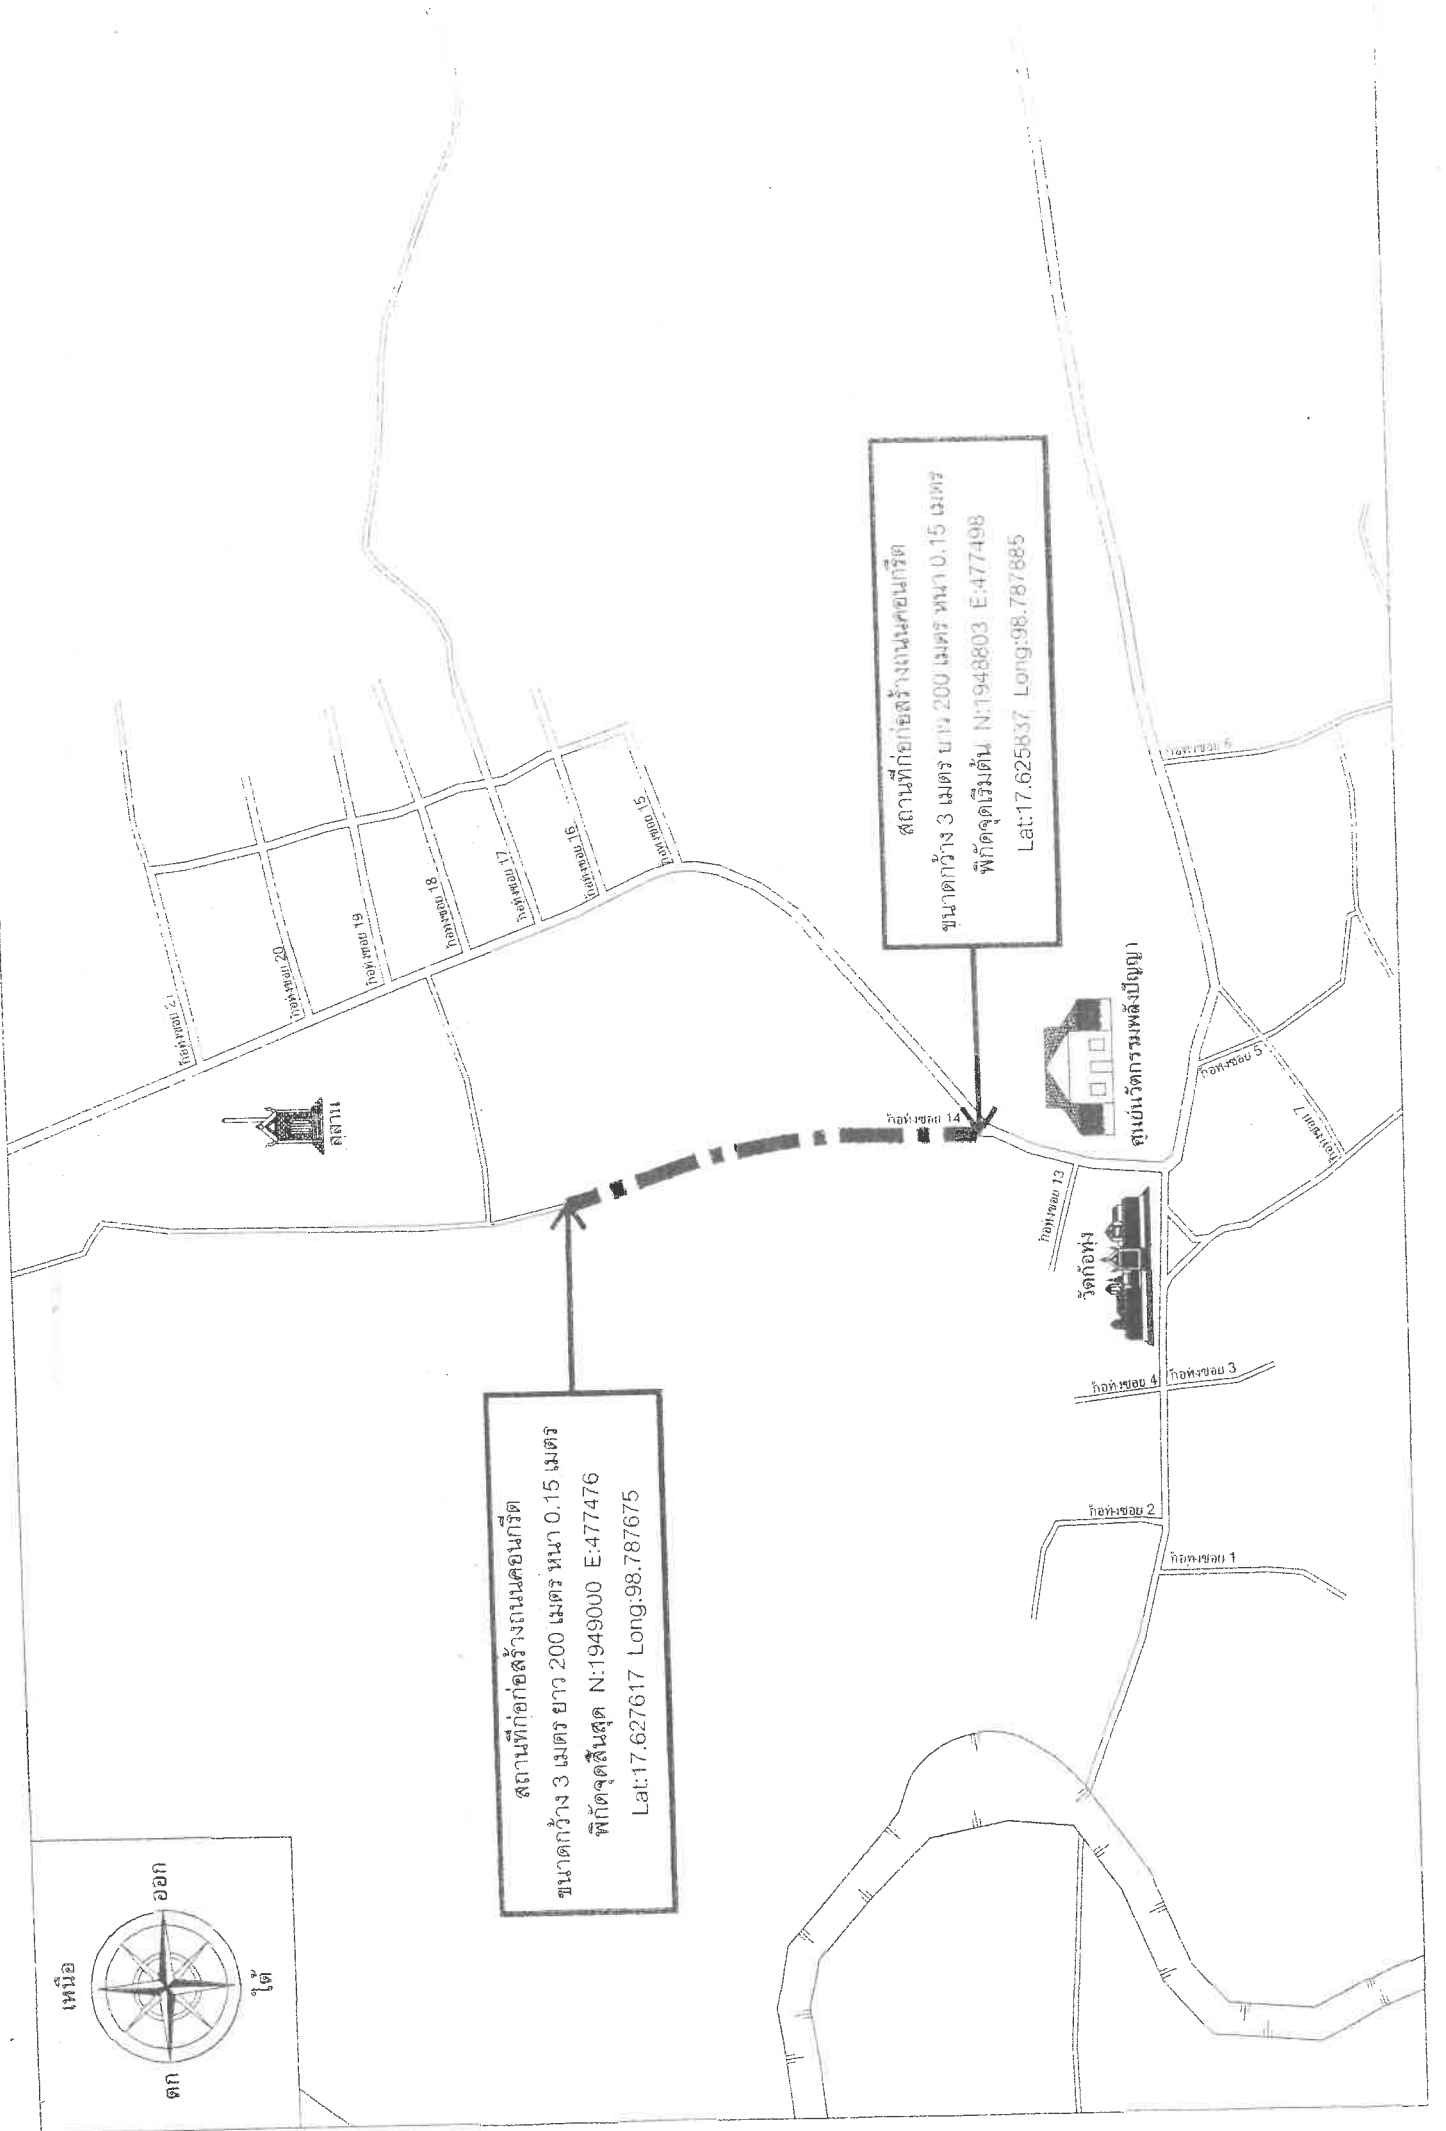 เหนือ
ตก
ออก
ใต้
สถานที่ก่อก่อสร้างถนนคอนกรีต
ขนาดกว้าง 3 เมตร ยาว 200 เมตร หนา 0.15 เมตร
พิกัดจุดสิ้นสุด N:1949000 E:477476
Lat:17.627617 Long:98.787675
สถานที่ก่อก่อสร้างถนนคอนกรีต
ขนาดกว้าง 3 เมตร ยาว 200 เมตร หนา 0.15 เมตร
พิกัดจุดเริ่มต้น N:1948803 E:477498
Lat:17.625837 Long:98.787885
ก้อทุ่งซอย 21
ก้อทุ่งซอย 20
ก้อทุ่งซอย 19
ก้อทุ่งซอย 18
ก้อทุ่งซอย 17
ก้อทุ่งซอย 16
ก้อทุ่งซอย 15
ก้อทุ่งซอย 14
ก้อทุ่งซอย 13
วัดก้อทุ่ง
ศูนย์นวัตกรรมพลังปัญญา
ก้อทุ่งซอย 4
ก้อทุ่งซอย 3
ก้อทุ่งซอย 2
ก้อทุ่งซอย 1
ก้อทุ่งซอย 5
ก้อทุ่งซอย 7
ก้อทุ่งซอย 6